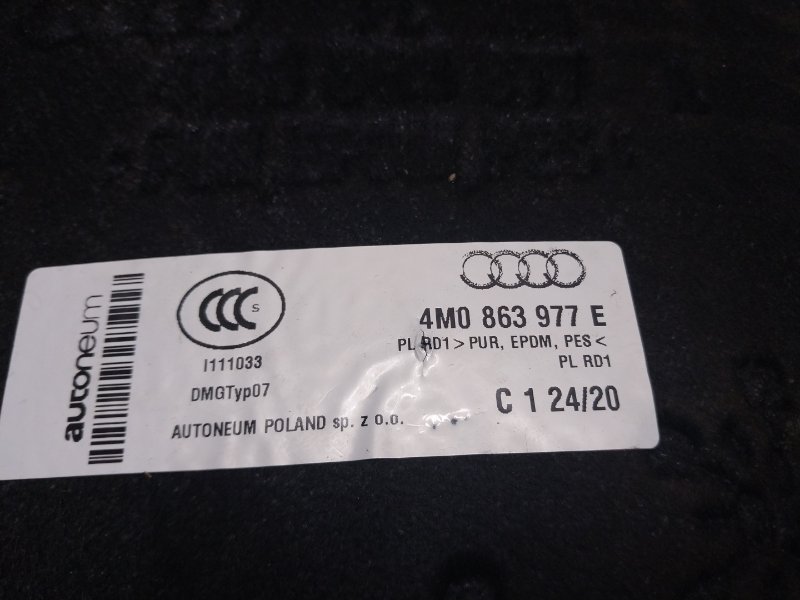 autoneum
CCC S
I111033
DMGTyp07
AUTONEUM POLAND sp. z o.o.
4M0 863 977 E
PL RD1 > PUR, EPDM, PES <
PL RD1
C 1 24/20